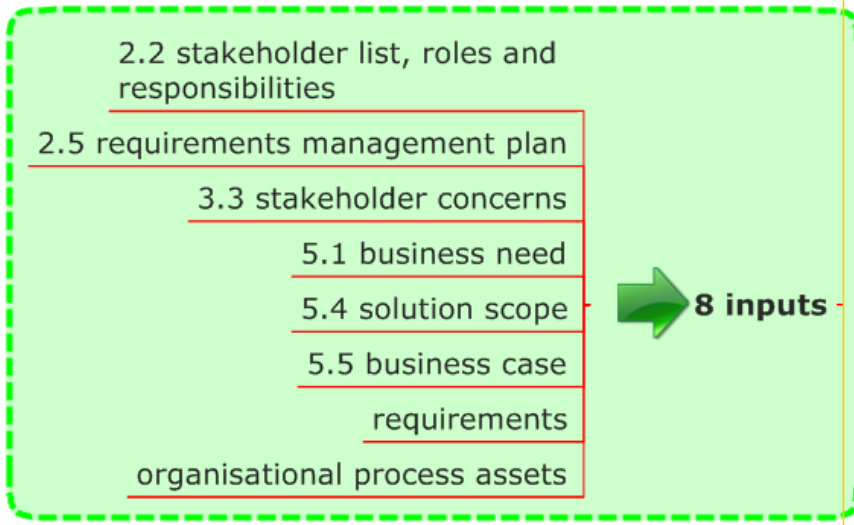 2.2 stakeholder list, roles and
responsibilities
2.5 requirements management plan
3.3 stakeholder concerns
5.1 business need
5.4 solution scope
5.5 business case
requirements
organisational process assets
8 inputs